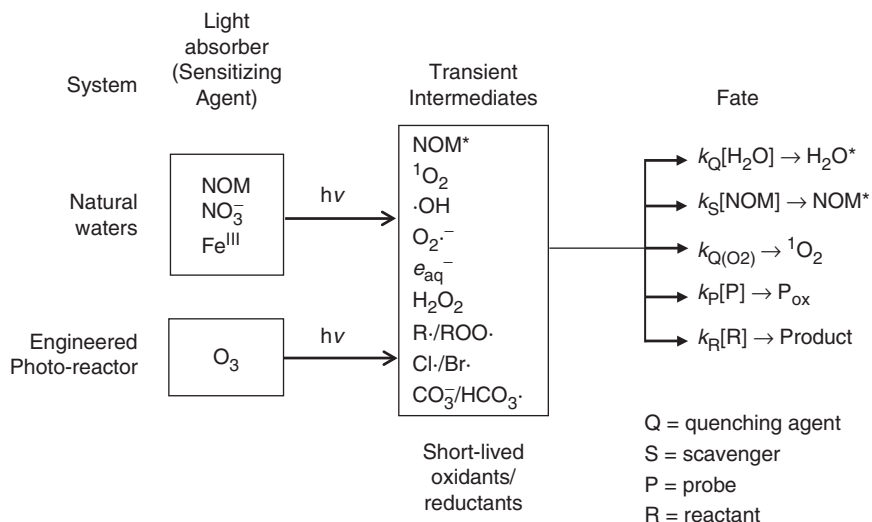 System
Light
absorber
(Sensitizing
Agent)
Transient
Intermediates
Fate
Natural
waters
NOM
NO₃⁻
Fe^III
hν
Engineered
Photo-reactor
O₃
hν
NOM*
¹O₂
·OH
O₂·⁻
e_aq⁻
H₂O₂
R·/ROO·
Cl·/Br·
CO₃⁻/HCO₃·
Short-lived
oxidants/
reductants
k_Q[H₂O] → H₂O*
k_S[NOM] → NOM*
k_Q(O2) → ¹O₂
k_P[P] → P_ox
k_R[R] → Product
Q = quenching agent
S = scavenger
P = probe
R = reactant